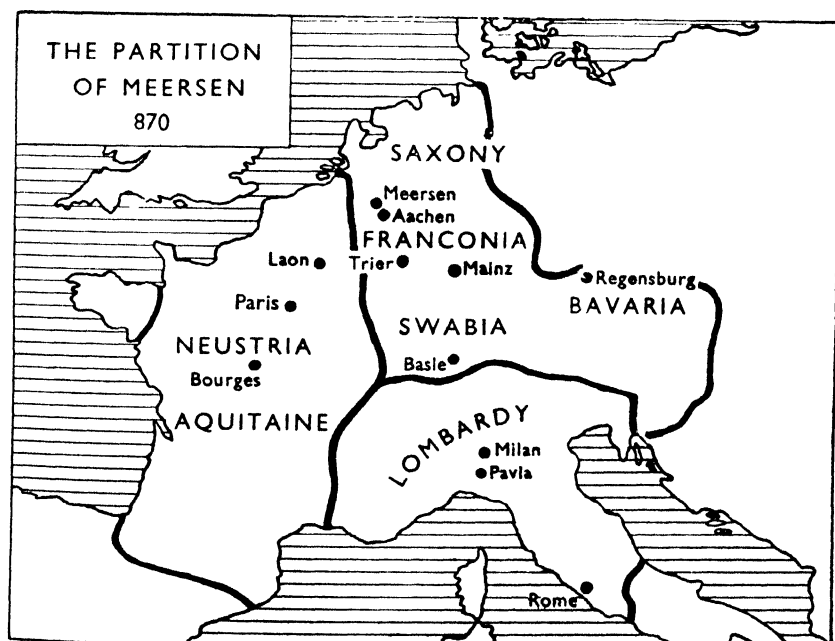 THE PARTITION
OF MEERSEN
870
SAXONY
Meersen
Aachen
FRANCONIA
Laon
Trier
Mainz
Regensburg
BAVARIA
Paris
SWABIA
NEUSTRIA
Basle
Bourges
AQUITAINE
LOMBARDY
Milan
Pavia
Rome